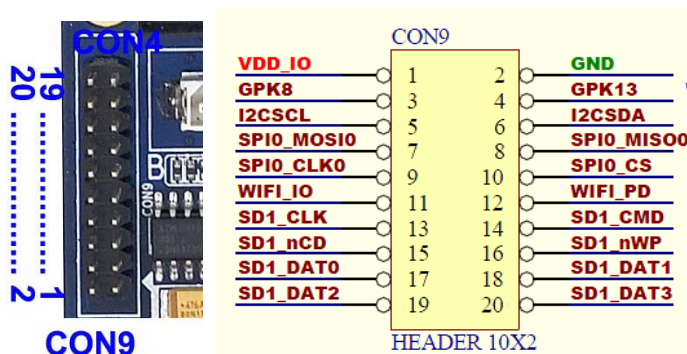 CON4
19
20
...............
...............
1
2
B
CON9
CON9
CON9
VDD_IO 1 2 GND
GPK8 3 4 GPK13
I2CSCL 5 6 I2CSDA
SPI0_MOSI0 7 8 SPI0_MISO0
SPI0_CLK0 9 10 SPI0_CS
WIFI_IO 11 12 WIFI_PD
SD1_CLK 13 14 SD1_CMD
SD1_nCD 15 16 SD1_nWP
SD1_DAT0 17 18 SD1_DAT1
SD1_DAT2 19 20 SD1_DAT3
HEADER 10X2